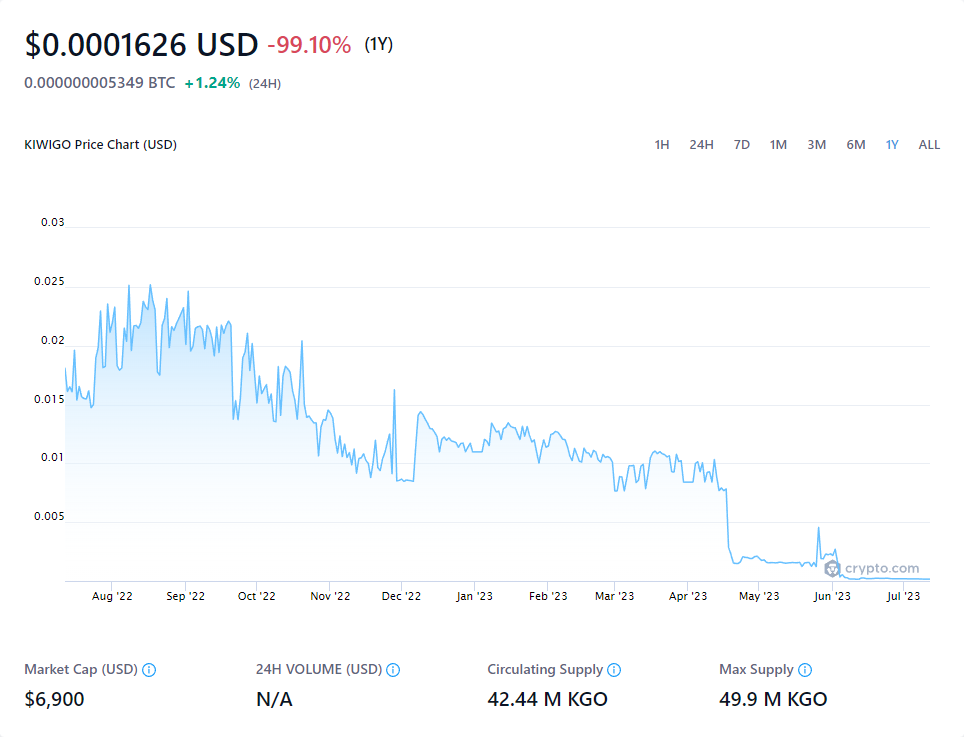 $0.0001626 USD -99.10% (1Y)
0.000000005349 BTC +1.24% (24H)
KIWIGO Price Chart (USD) 1H 24H 7D 1M 3M 6M 1Y ALL
0.03
0.025
0.02
0.015
0.01
0.005
crypto.com
Aug '22 Sep '22 Oct '22 Nov '22 Dec '22 Jan '23 Feb '23 Mar '23 Apr '23 May '23 Jun '23 Jul '23
Market Cap (USD) 24H VOLUME (USD) Circulating Supply Max Supply
$6,900 N/A 42.44 M KGO 49.9 M KGO